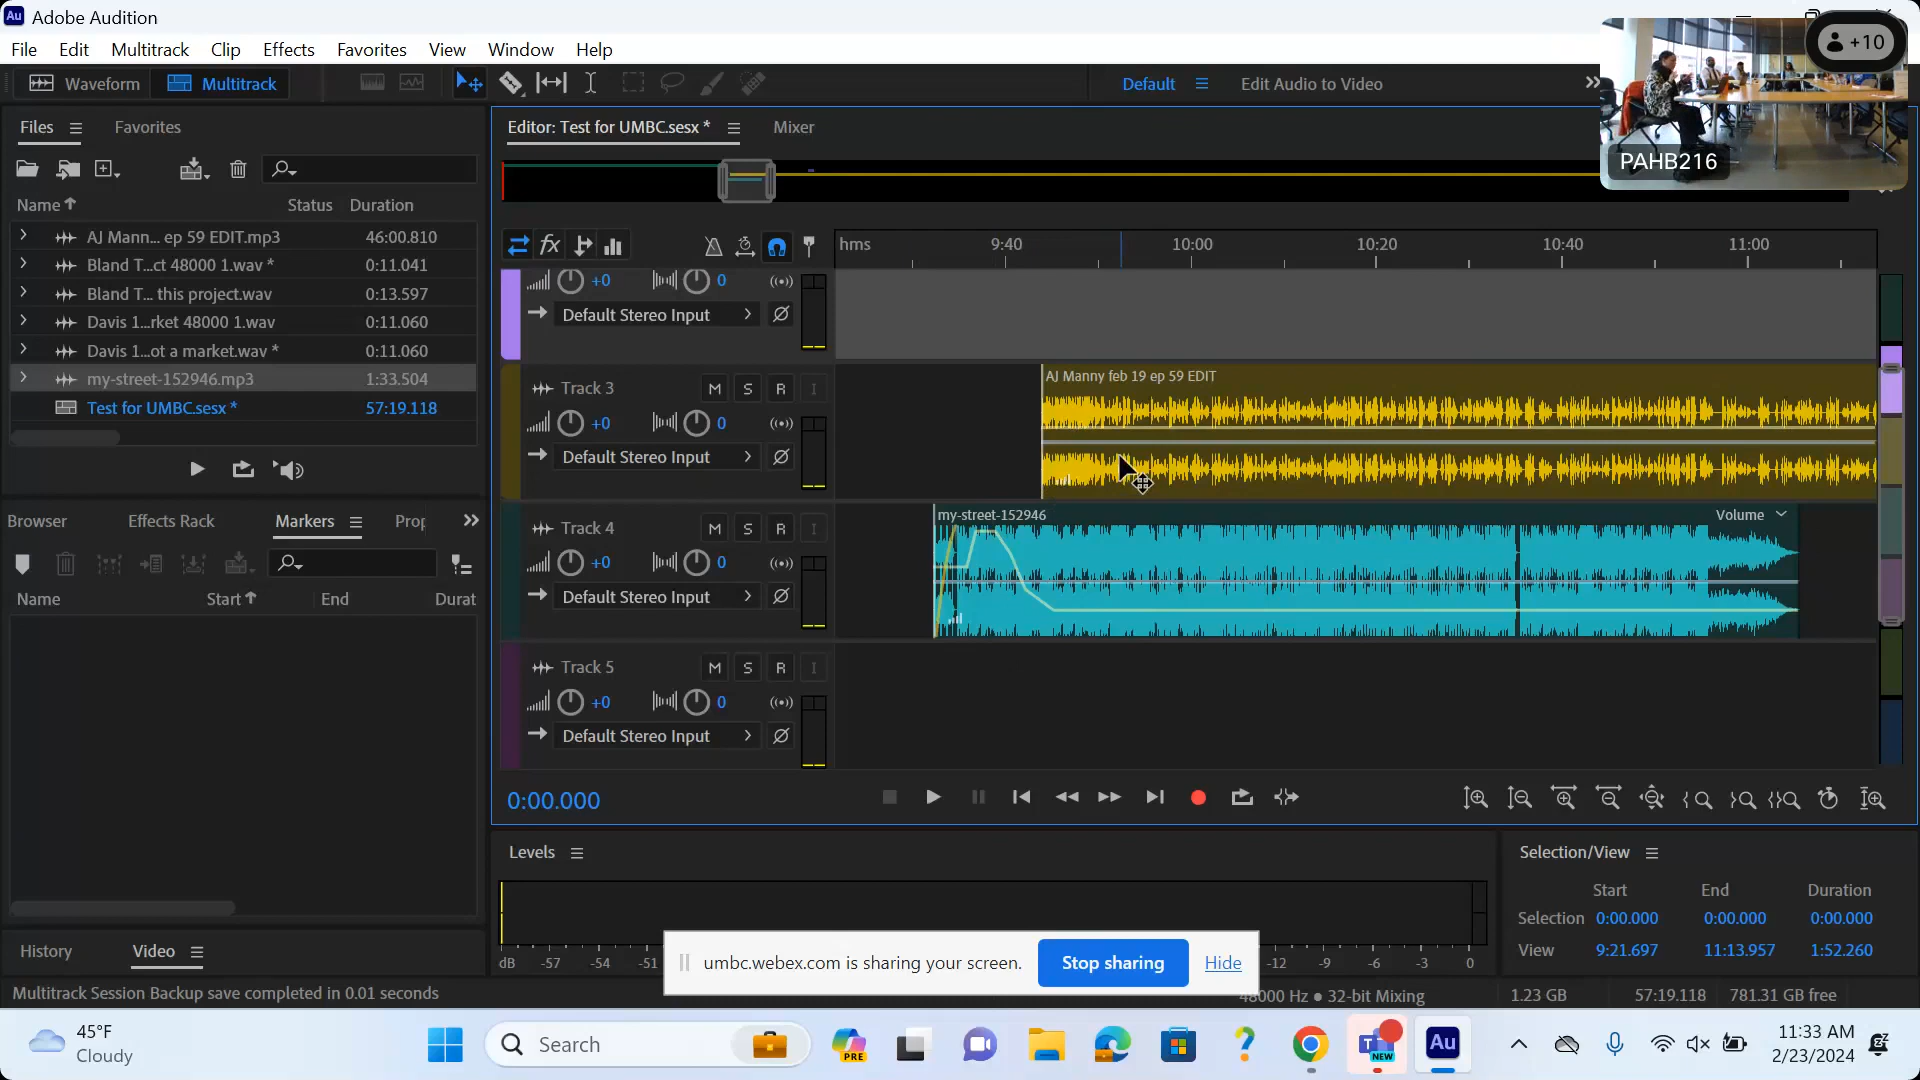 Au Adobe Audition
+10
File Edit Multitrack Clip Effects Favorites View Window Help
Waveform Multitrack Default Edit Audio to Video
PAHB216
Files Favorites
Name Status Duration
AJ Mann... ep 59 EDIT.mp3 46:00.810
Bland T...ct 48000 1.wav * 0:11.041
Bland T... this project.wav 0:13.597
Davis 1...rket 48000 1.wav 0:11.060
Davis 1...ot a market.wav * 0:11.060
my-street-152946.mp3 1:33.504
Test for UMBC.sesx * 57:19.118
Browser Effects Rack Markers Prop
Name Start End Durat
History Video
Multitrack Session Backup save completed in 0.01 seconds
Editor: Test for UMBC.sesx * Mixer
fx
hms 9:40 10:00 10:20 10:40 11:00
+0 0
Default Stereo Input
Track 3 M S R I
+0 0
Default Stereo Input
AJ Manny feb 19 ep 59 EDIT
Track 4 M S R I
+0 0
Default Stereo Input
my-street-152946 Volume
Track 5 M S R I
+0 0
Default Stereo Input
0:00.000
Levels
dB -57 -54 -51 -12 -9 -6 -3 0
umbc.webex.com is sharing your screen. Stop sharing Hide
Selection/View
Start End Duration
Selection 0:00.000 0:00.000 0:00.000
View 9:21.697 11:13.957 1:52.260
48000 Hz ● 32-bit Mixing 1.23 GB 57:19.118 781.31 GB free
45°F
Cloudy
Search
PRE
NEW
Au
11:33 AM
2/23/2024